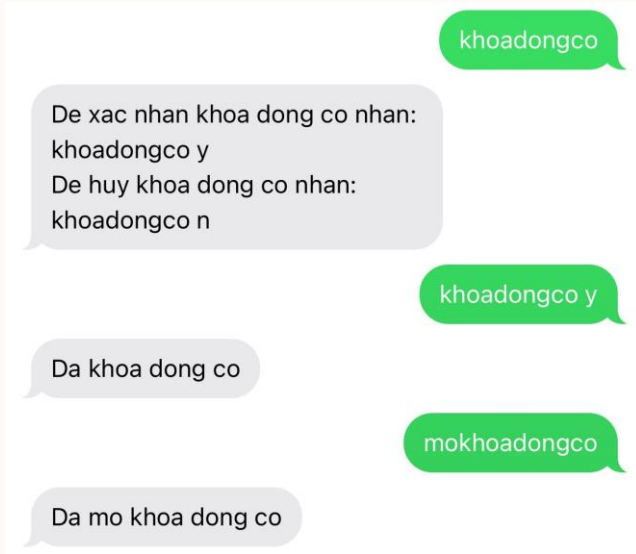 khoadongco
De xac nhan khoa dong co nhan:
khoadongco y
De huy khoa dong co nhan:
khoadongco n
khoadongco y
Da khoa dong co
mokhoadongco
Da mo khoa dong co